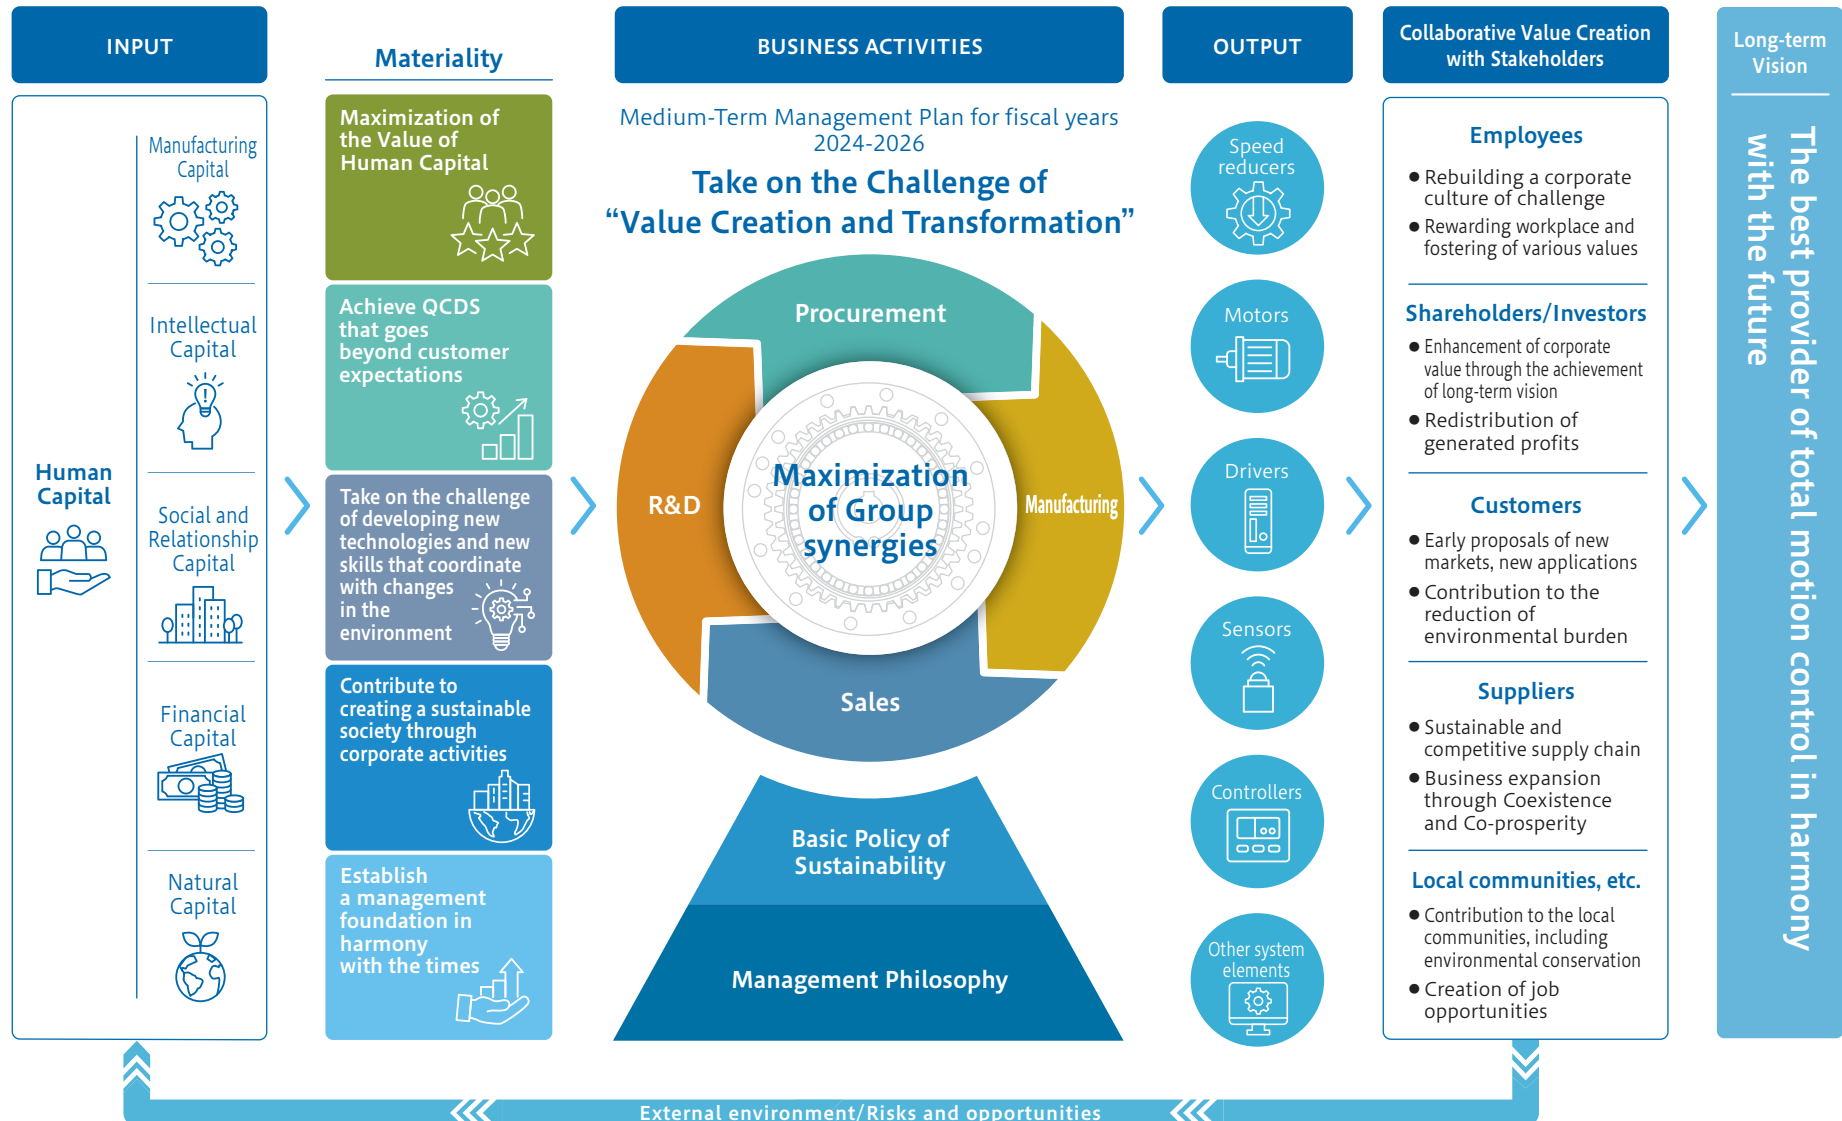 INPUT
Human
Capital
Manufacturing
Capital
Intellectual
Capital
Social and
Relationship
Capital
Financial
Capital
Natural
Capital
Materiality
Maximization of
the Value of
Human Capital
Achieve QCDS
that goes
beyond customer
expectations
Take on the challenge
of developing new
technologies and new
skills that coordinate
with changes
in the
environment
Contribute to
creating a sustainable
society through
corporate activities
Establish
a management
foundation in
harmony
with the times
BUSINESS ACTIVITIES
Medium-Term Management Plan for fiscal years
2024-2026
Take on the Challenge of
“Value Creation and Transformation”
Procurement
R&D
Maximization
of Group
synergies
Manufacturing
Sales
Basic Policy of
Sustainability
Management Philosophy
OUTPUT
Speed
reducers
Motors
Drivers
Sensors
Controllers
Other system
elements
Collaborative Value Creation
with Stakeholders
Employees
● Rebuilding a corporate
culture of challenge
● Rewarding workplace and
fostering of various values
Shareholders/Investors
● Enhancement of corporate
value through the achievement
of long-term vision
● Redistribution of
generated profits
Customers
● Early proposals of new
markets, new applications
● Contribution to the
reduction of
environmental burden
Suppliers
● Sustainable and
competitive supply chain
● Business expansion
through Coexistence
and Co-prosperity
Local communities, etc.
● Contribution to the local
communities, including
environmental conservation
● Creation of job
opportunities
Long-term
Vision
The best provider of total motion control in harmony
with the future
External environment/Risks and opportunities